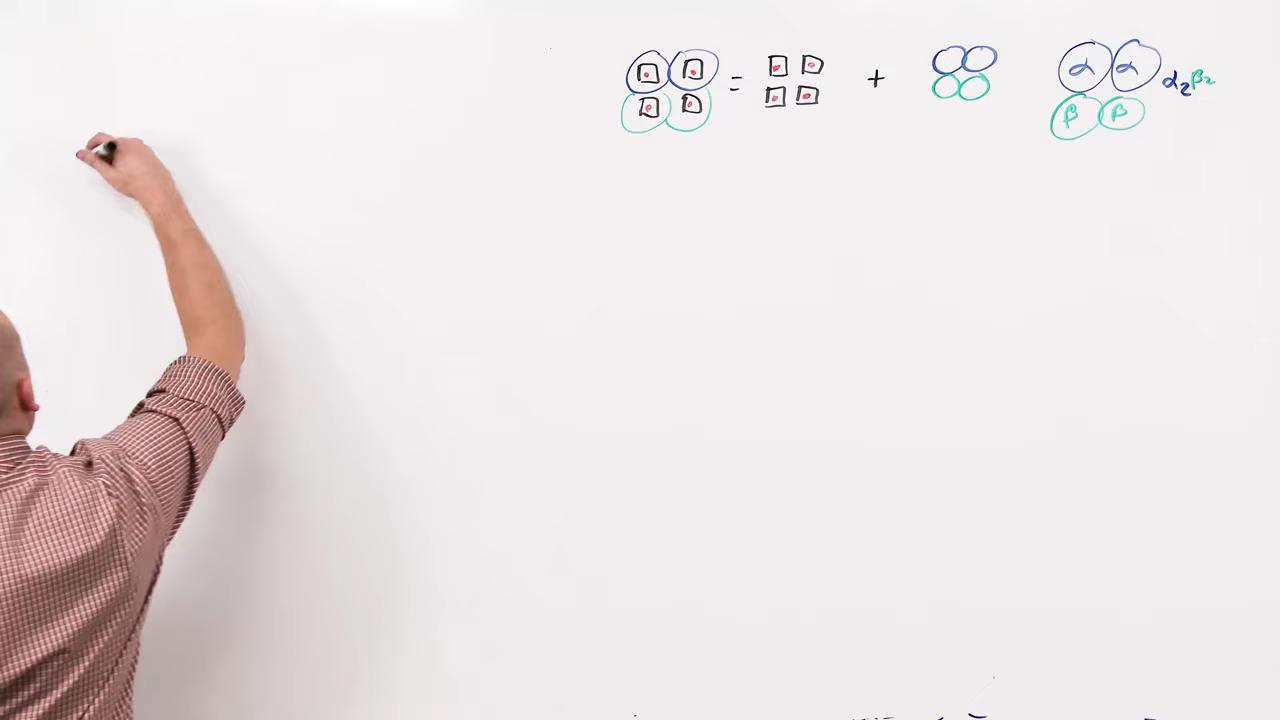 = + α α α₂β₂
β β